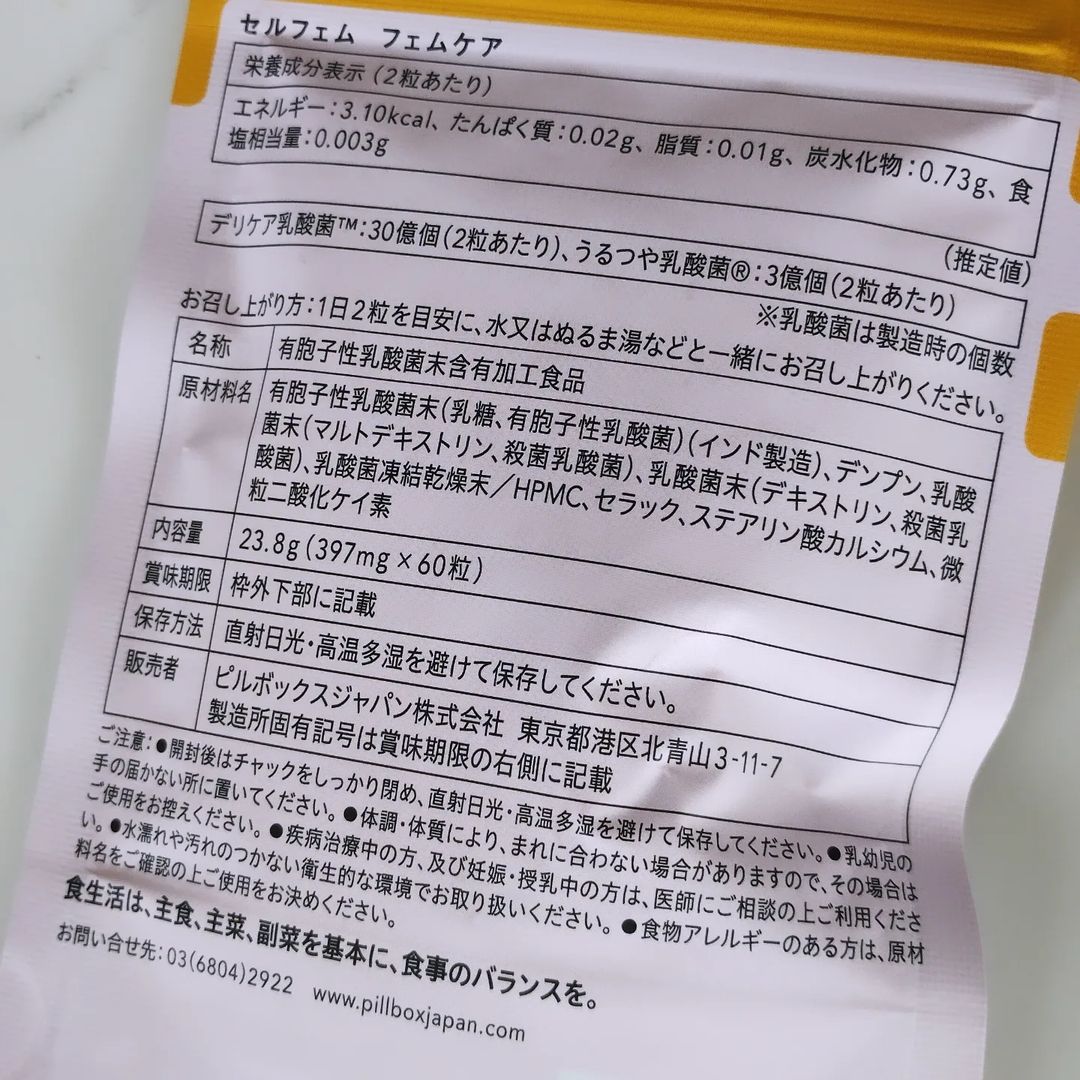 セルフェム フェムケア
栄養成分表示（2粒あたり）
エネルギー：3.10kcal、たんぱく質：0.02g、脂質：0.01g、炭水化物：0.73g、食
塩相当量：0.003g
（推定値）
デリケア乳酸菌™：30億個（2粒あたり）、うるつや乳酸菌®：3億個（2粒あたり）
※乳酸菌は製造時の個数
お召し上がり方：1日2粒を目安に、水又はぬるま湯などと一緒にお召し上がりください。
名称 有胞子性乳酸菌末含有加工食品
原材料名 有胞子性乳酸菌末（乳糖、有胞子性乳酸菌）（インド製造）、デンプン、乳酸
菌末（マルトデキストリン、殺菌乳酸菌）、乳酸菌末（デキストリン、殺菌乳
酸菌）、乳酸菌凍結乾燥末／HPMC、セラック、ステアリン酸カルシウム、微
粒二酸化ケイ素
内容量 23.8g（397mg×60粒）
賞味期限 枠外下部に記載
保存方法 直射日光・高温多湿を避けて保存してください。
販売者 ピルボックスジャパン株式会社 東京都港区北青山3-11-7
製造所固有記号は賞味期限の右側に記載
ご注意：●開封後はチャックをしっかり閉め、直射日光・高温多湿を避けて保存してください。●乳幼児の
手の届かない所に置いてください。●体調・体質により、まれに合わない場合がありますので、その場合は
ご使用をお控えください。●疾病治療中の方、及び妊娠・授乳中の方は、医師にご相談の上ご利用くださ
い。●水濡れや汚れのつかない衛生的な環境でお取り扱いください。●食物アレルギーのある方は、原材
料名をご確認の上ご使用をお決めください。
食生活は、主食、主菜、副菜を基本に、食事のバランスを。
お問い合せ先：03(6804)2922 www.pillboxjapan.com